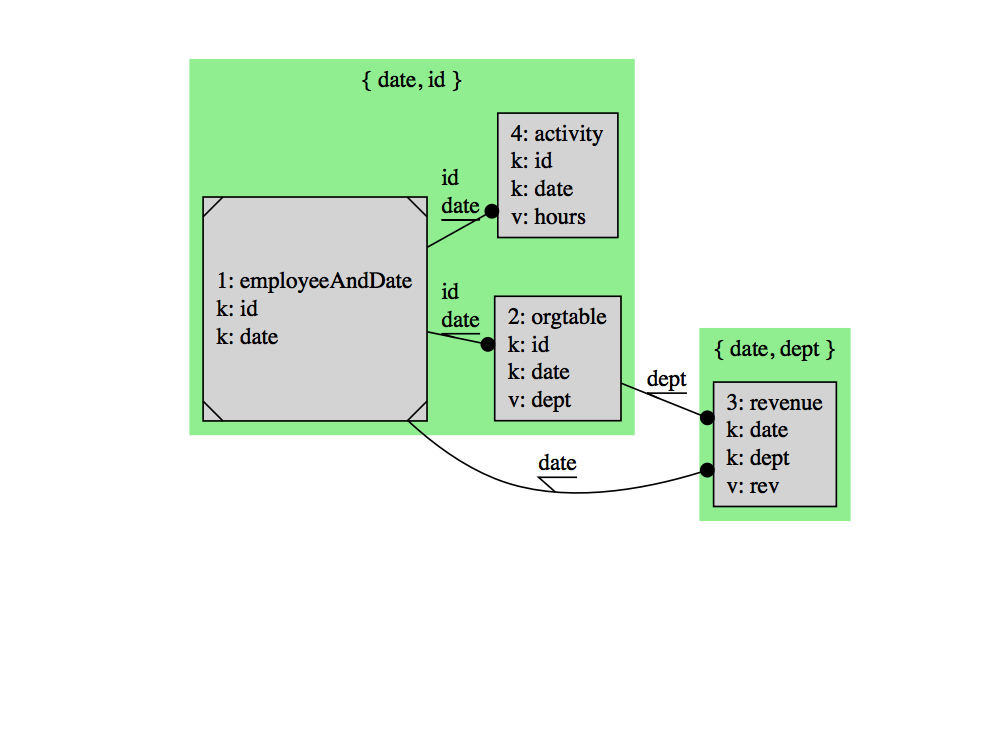 { date, id }
4: activity
k: id
k: date
v: hours
id
date
1: employeeAndDate
k: id
k: date
id
date
2: orgtable
k: id
k: date
v: dept
dept
{ date, dept }
3: revenue
k: date
k: dept
v: rev
date